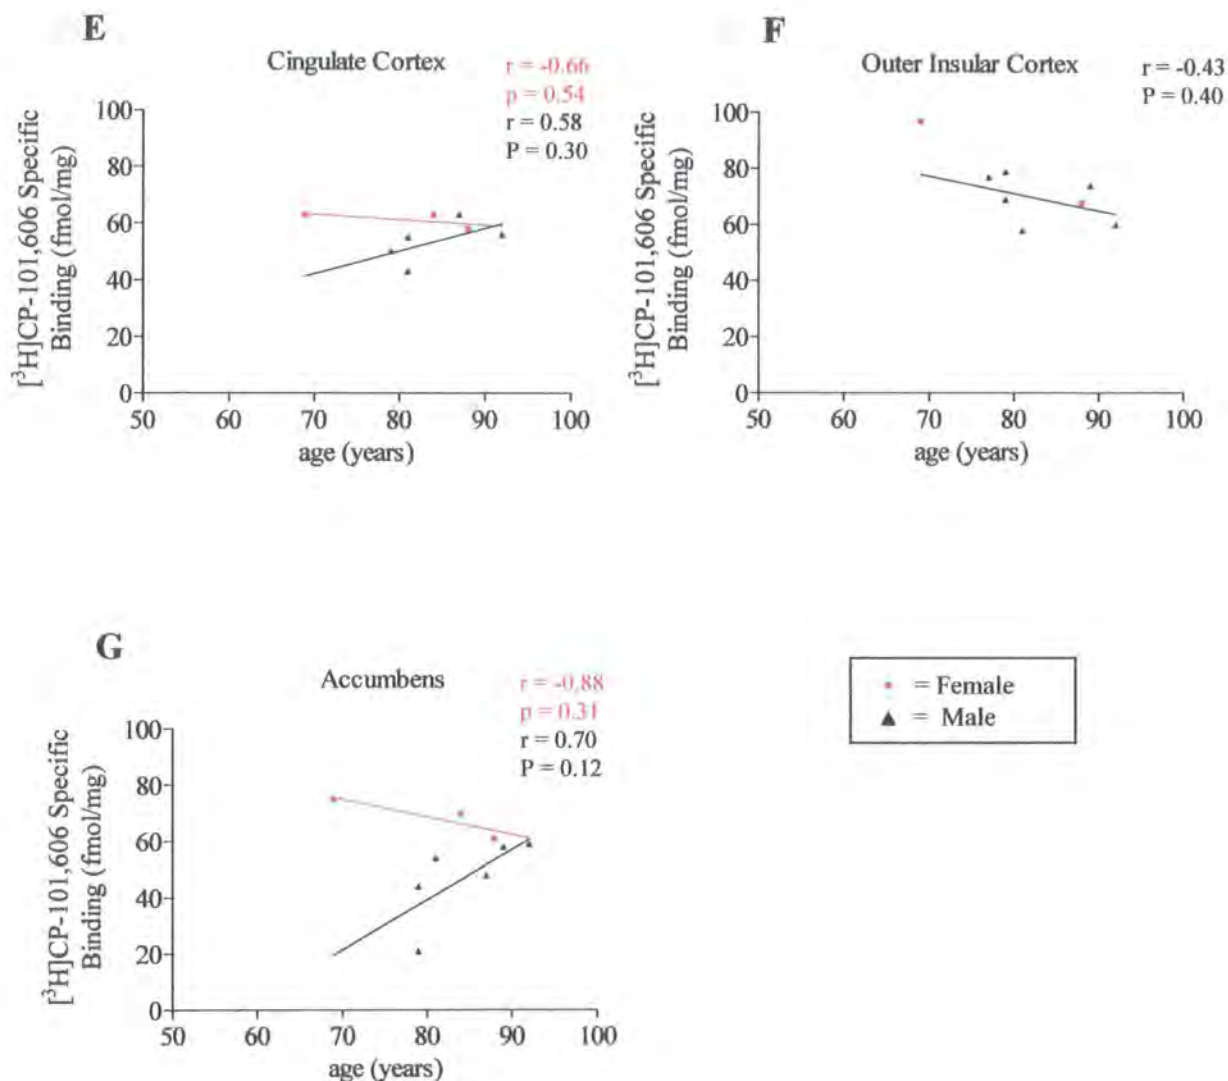 E
Cingulate Cortex
r = -0.66
p = 0.54
r = 0.58
P = 0.30
[³H]CP-101,606 Specific
Binding (fmol/mg)
100
80
60
40
20
0
50 60 70 80 90 100
age (years)
F
Outer Insular Cortex
r = -0.43
P = 0.40
[³H]CP-101,606 Specific
Binding (fmol/mg)
100
80
60
40
20
0
50 60 70 80 90 100
age (years)
G
Accumbens
r = -0,88
p = 0.31
r = 0.70
P = 0.12
[³H]CP-101,606 Specific
Binding (fmol/mg)
100
80
60
40
20
0
50 60 70 80 90 100
age (years)
= Female
= Male